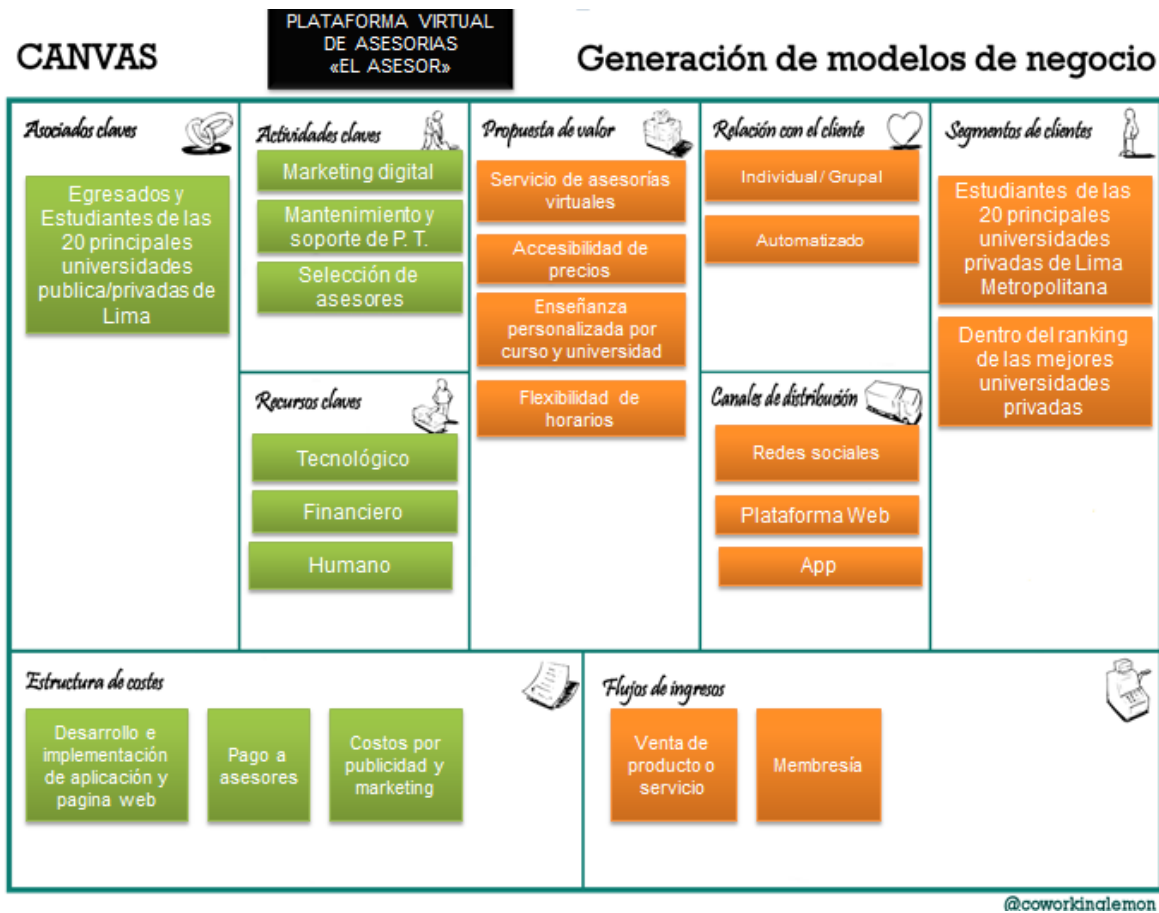 PLATAFORMA VIRTUAL
DE ASESORIAS
«EL ASESOR»
CANVAS
Generación de modelos de negocio
Asociados claves
Egresados y
Estudiantes de las
20 principales
universidades
publica/privadas de
Lima
Actividades claves
Marketing digital
Mantenimiento y
soporte de P. T.
Selección de
asesores
Recursos claves
Tecnológico
Financiero
Humano
Propuesta de valor
Servicio de asesorías
virtuales
Accesibilidad de
precios
Enseñanza
personalizada por
curso y universidad
Flexibilidad de
horarios
Relación con el cliente
Individual / Grupal
Automatizado
Canales de distribución
Redes sociales
Plataforma Web
App
Segmentos de clientes
Estudiantes de las
20 principales
universidades
privadas de Lima
Metropolitana
Dentro del ranking
de las mejores
universidades
privadas
Estructura de costes
Desarrollo e
implementación
de aplicación y
pagina web
Pago a
asesores
Costos por
publicidad y
marketing
Flujos de ingresos
Venta de
producto o
servicio
Membresía
@coworkinglemon